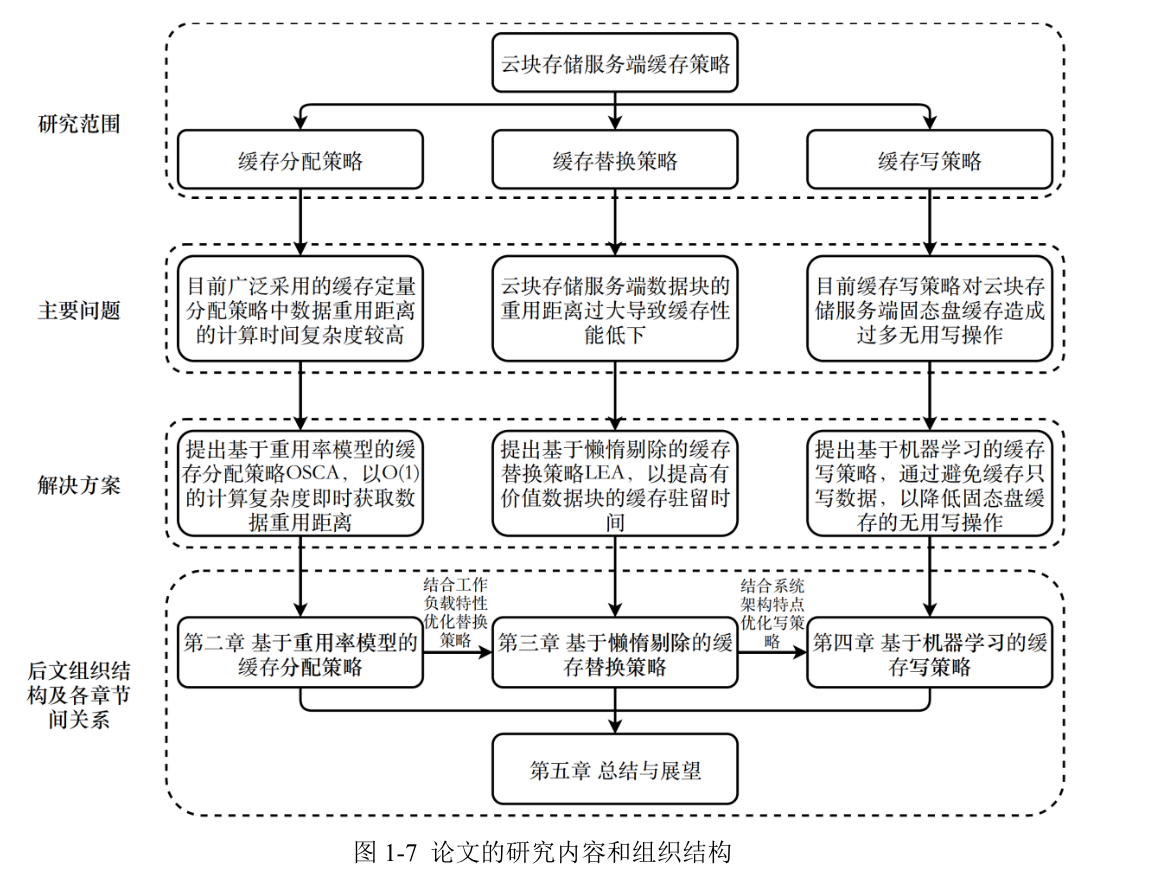 云块存储服务端缓存策略
研究范围
缓存分配策略
缓存替换策略
缓存写策略
主要问题
目前广泛采用的缓存定量
分配策略中数据重用距离
的计算时间复杂度较高
云块存储服务端数据块的
重用距离过大导致缓存性
能低下
目前缓存写策略对云块存
储服务端固态盘缓存造成
过多无用写操作
解决方案
提出基于重用率模型的缓
存分配策略OSCA，以O(1)
的计算复杂度即时获取数
据重用距离
提出基于懒惰剔除的缓存
替换策略LEA，以提高有
价值数据块的缓存驻留时
间
提出基于机器学习的缓存
写策略，通过避免缓存只
写数据，以降低固态盘缓
存的无用写操作
后文组织结
构及各章节
间关系
第二章 基于重用率模型的
缓存分配策略
结合工作
负载特性
优化替换
策略
第三章 基于懒惰剔除的缓
存替换策略
结合系统
架构特点
优化写策
略
第四章 基于机器学习的缓
存写策略
第五章 总结与展望
图 1-7 论文的研究内容和组织结构